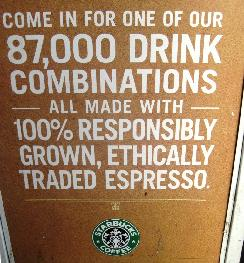 COME IN FOR ONE OF OUR
87,000 DRINK
COMBINATIONS
ALL MADE WITH
100% RESPONSIBLY
GROWN, ETHICALLY
TRADED ESPRESSO.
STARBUCKS
COFFEE